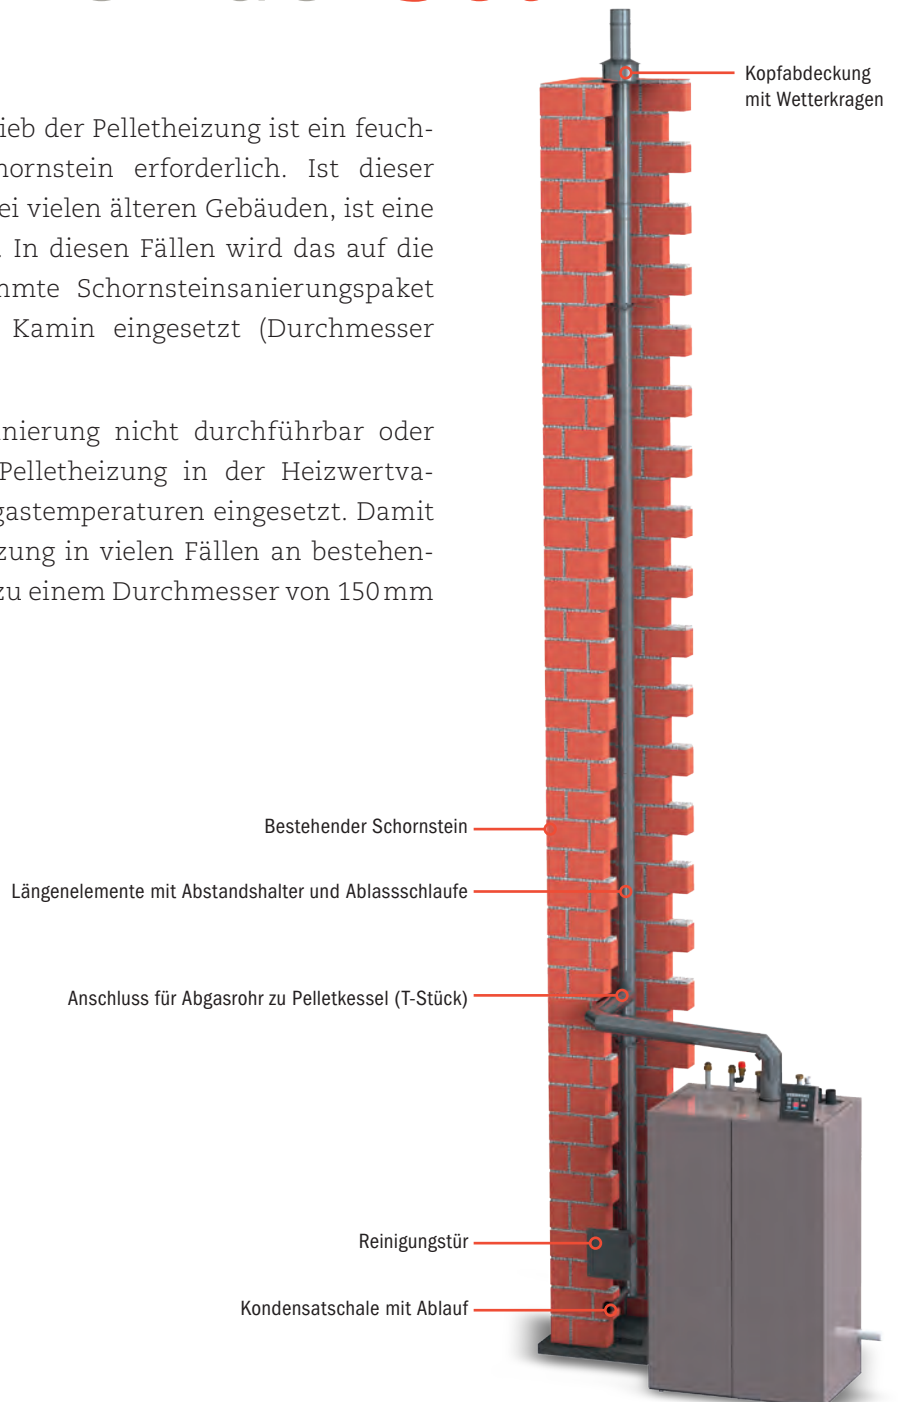 Kopfabdeckung
mit Wetterkragen
ieb der Pelletheizung ist ein feuch-
hornstein erforderlich. Ist dieser
ei vielen älteren Gebäuden, ist eine
. In diesen Fällen wird das auf die
mmte Schornsteinsanierungspaket
Kamin eingesetzt (Durchmesser
nierung nicht durchführbar oder
Pelletheizung in der Heizwertva-
gastemperaturen eingesetzt. Damit
zung in vielen Fällen an bestehen-
zu einem Durchmesser von 150 mm
Bestehender Schornstein
Längenelemente mit Abstandshalter und Ablassschlaufe
Anschluss für Abgasrohr zu Pelletkessel (T-Stück)
Reinigungstür
Kondensatschale mit Ablauf